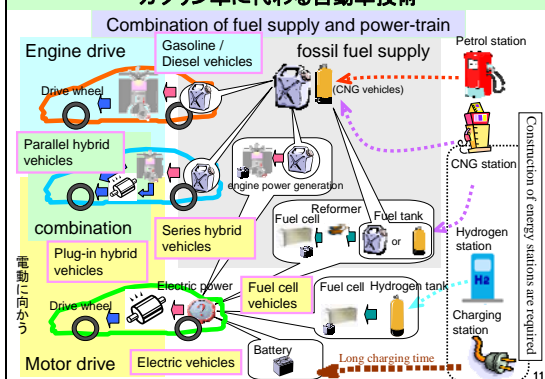 ガソリン車に代わる自動車技術
Combination of fuel supply and power-train
Engine drive
Gasoline /
Diesel vehicles
fossil fuel supply
Petrol station
Drive wheel
(CNG vehicles)
Parallel hybrid
vehicles
engine power generation
CNG station
Construction of energy stations are required
combination
Series hybrid
vehicles
Fuel cell
Reformer
Fuel tank
or
Hydrogen
station
H2
Plug-in hybrid
vehicles
電動に向かう
Electric power
Drive wheel
?
Fuel cell
vehicles
Fuel cell
Hydrogen tank
Charging
station
Motor drive
Electric vehicles
Battery
Long charging time
11